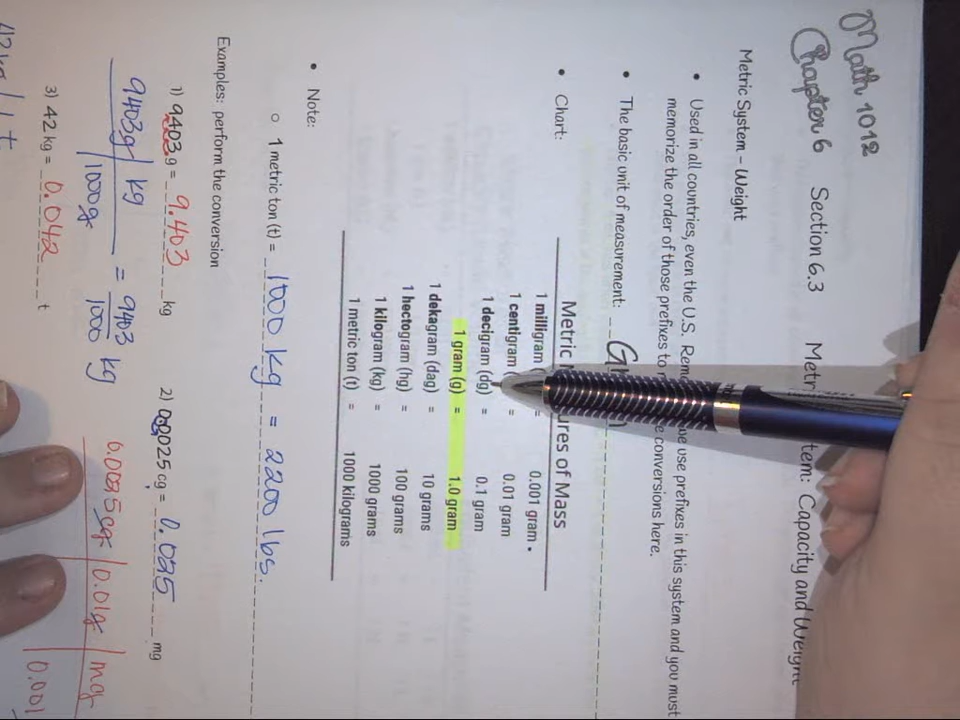 Math 1012
Chapter 6 Section 6.3 Metr tem: Capacity and Weight
Metric System – Weight
• Used in all countries, even the U.S. Rem we use prefixes in this system and you must
memorize the order of those prefixes to e conversions here.
• The basic unit of measurement:
• Chart:
Metric ures of Mass
1 milligram = 0.001 gram
1 centigram = 0.01 gram
1 decigram (dg) = 0.1 gram
1 gram (g) = 1.0 gram
1 dekagram (dag) = 10 grams
1 hectogram (hg) = 100 grams
1 kilogram (kg) = 1000 grams
1 metric ton (t) = 1000 kilograms
• Note:
○ 1 metric ton (t) = 1000 kg = 2200 lbs.
Examples: perform the conversion
1) 9403 g = 9.403 kg 2) 0.0025 cg = 0.025 mg
9403g | kg = 9403 kg 0.0025cg | 0.01g | mg
| 1000g 1000 | | 0.001
3) 42 kg = 0.042 t
42 kg | t